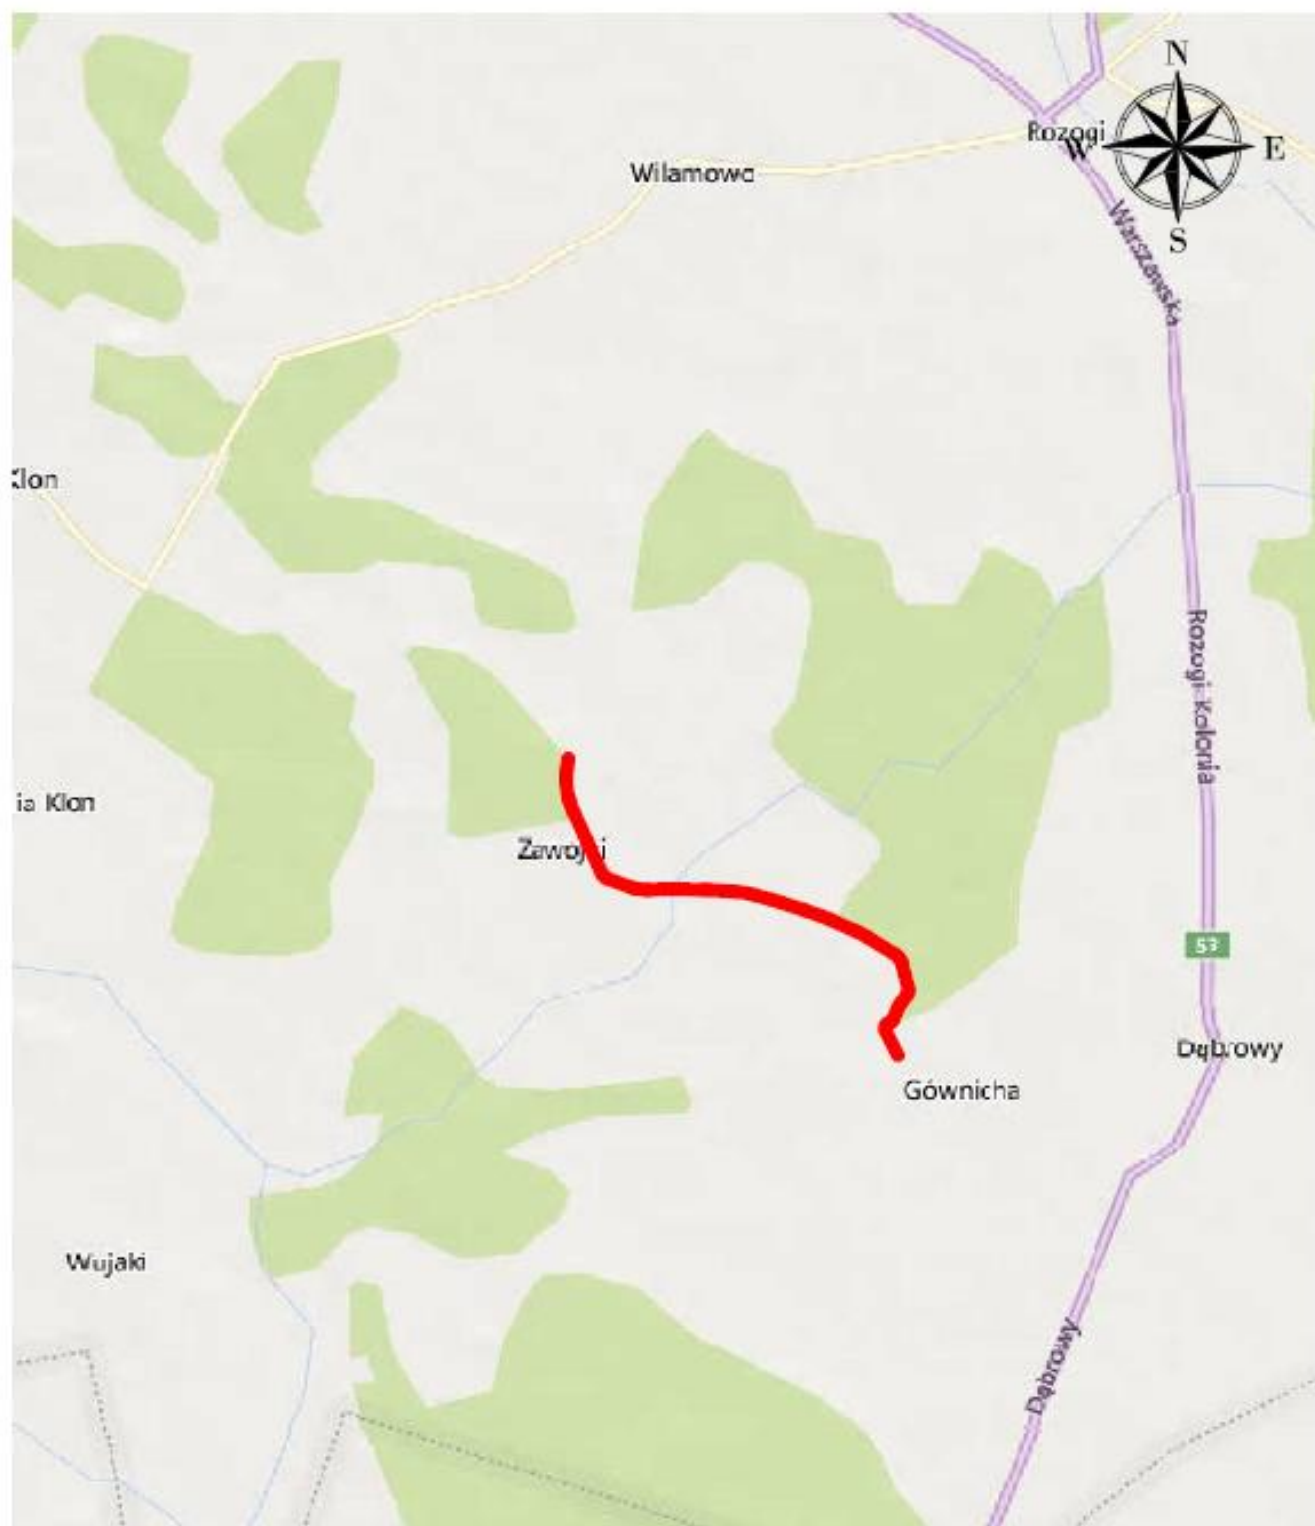 N
Rozogi
W
E
Wilamowo
S
Warszawska
Klon
Rozogi Kolonia
ia Klon
Zawojki
53
Dąbrowy
Gównicha
Wujaki
Dąbrowy